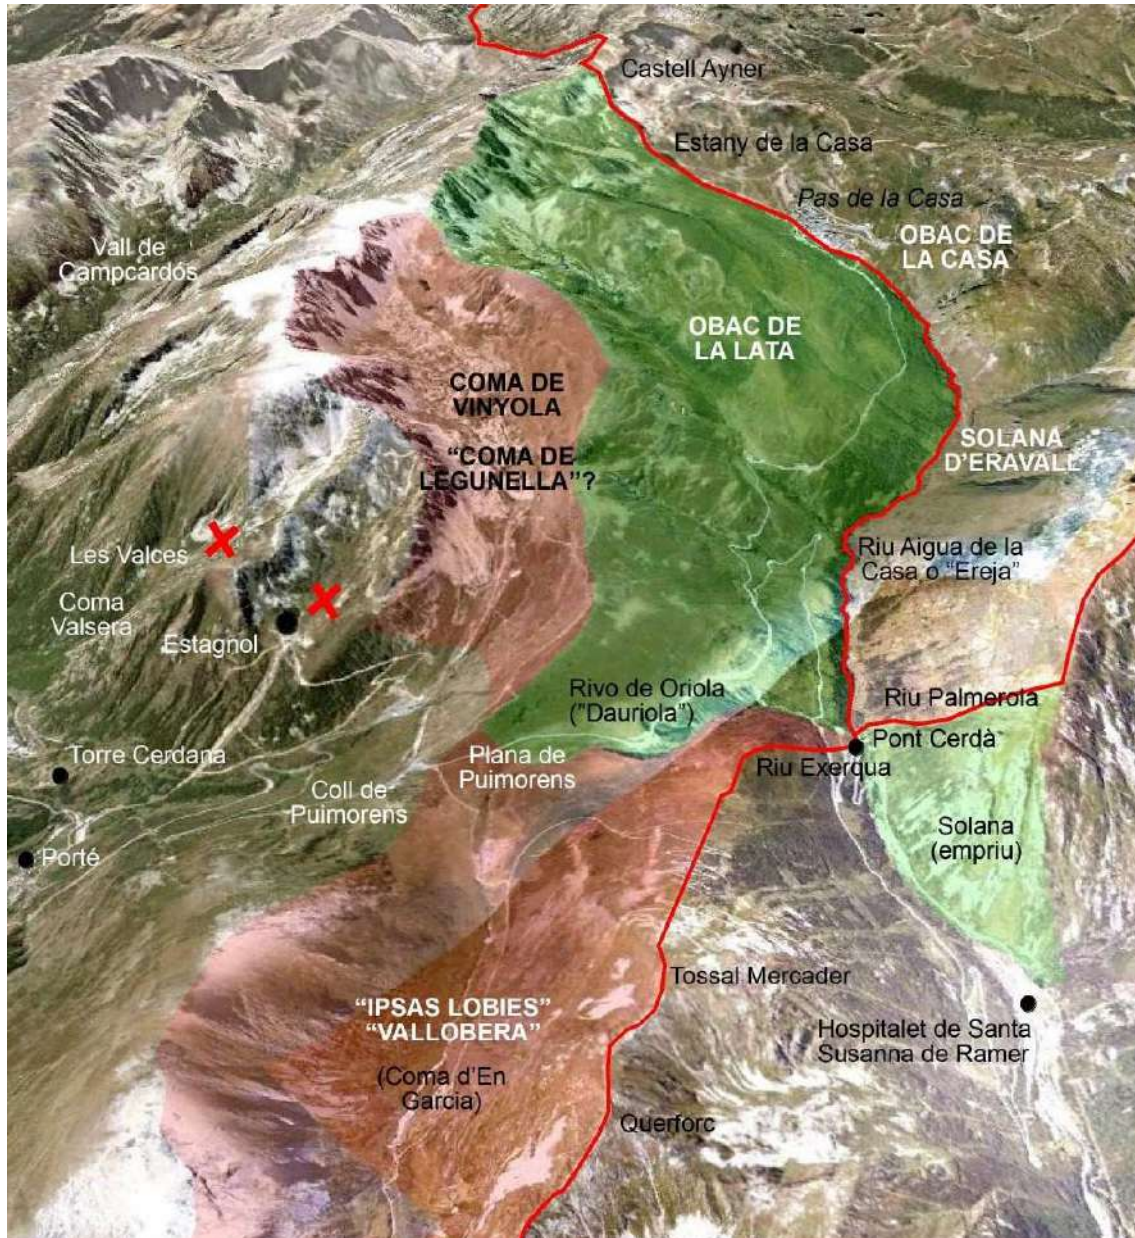 Castell Ayner
Estany de la Casa
Pas de la Casa
OBAC DE
LA CASA
Vall de
Campcardós
OBAC DE
LA LATA
COMA DE
VINYOLA
"COMA DE
LEGUNELLA"?
SOLANA
D'ERAVALL
Les Valces
Riu Aigua de la
Casa o "Ereja"
Coma
Valsera
Estagnol
Rivo de Oriola
("Dauriola")
Riu Palmerola
Torre Cerdana
Plana de
Puimorens
Pont Cerdà
Riu Exerqua
Coll de
Puimorens
Porté
Solana
(empriu)
Tossal Mercader
"IPSAS LOBIES"
"VALLOBERA"
Hospitalet de Santa
Susanna de Ramer
(Coma d'En
Garcia)
Querforc